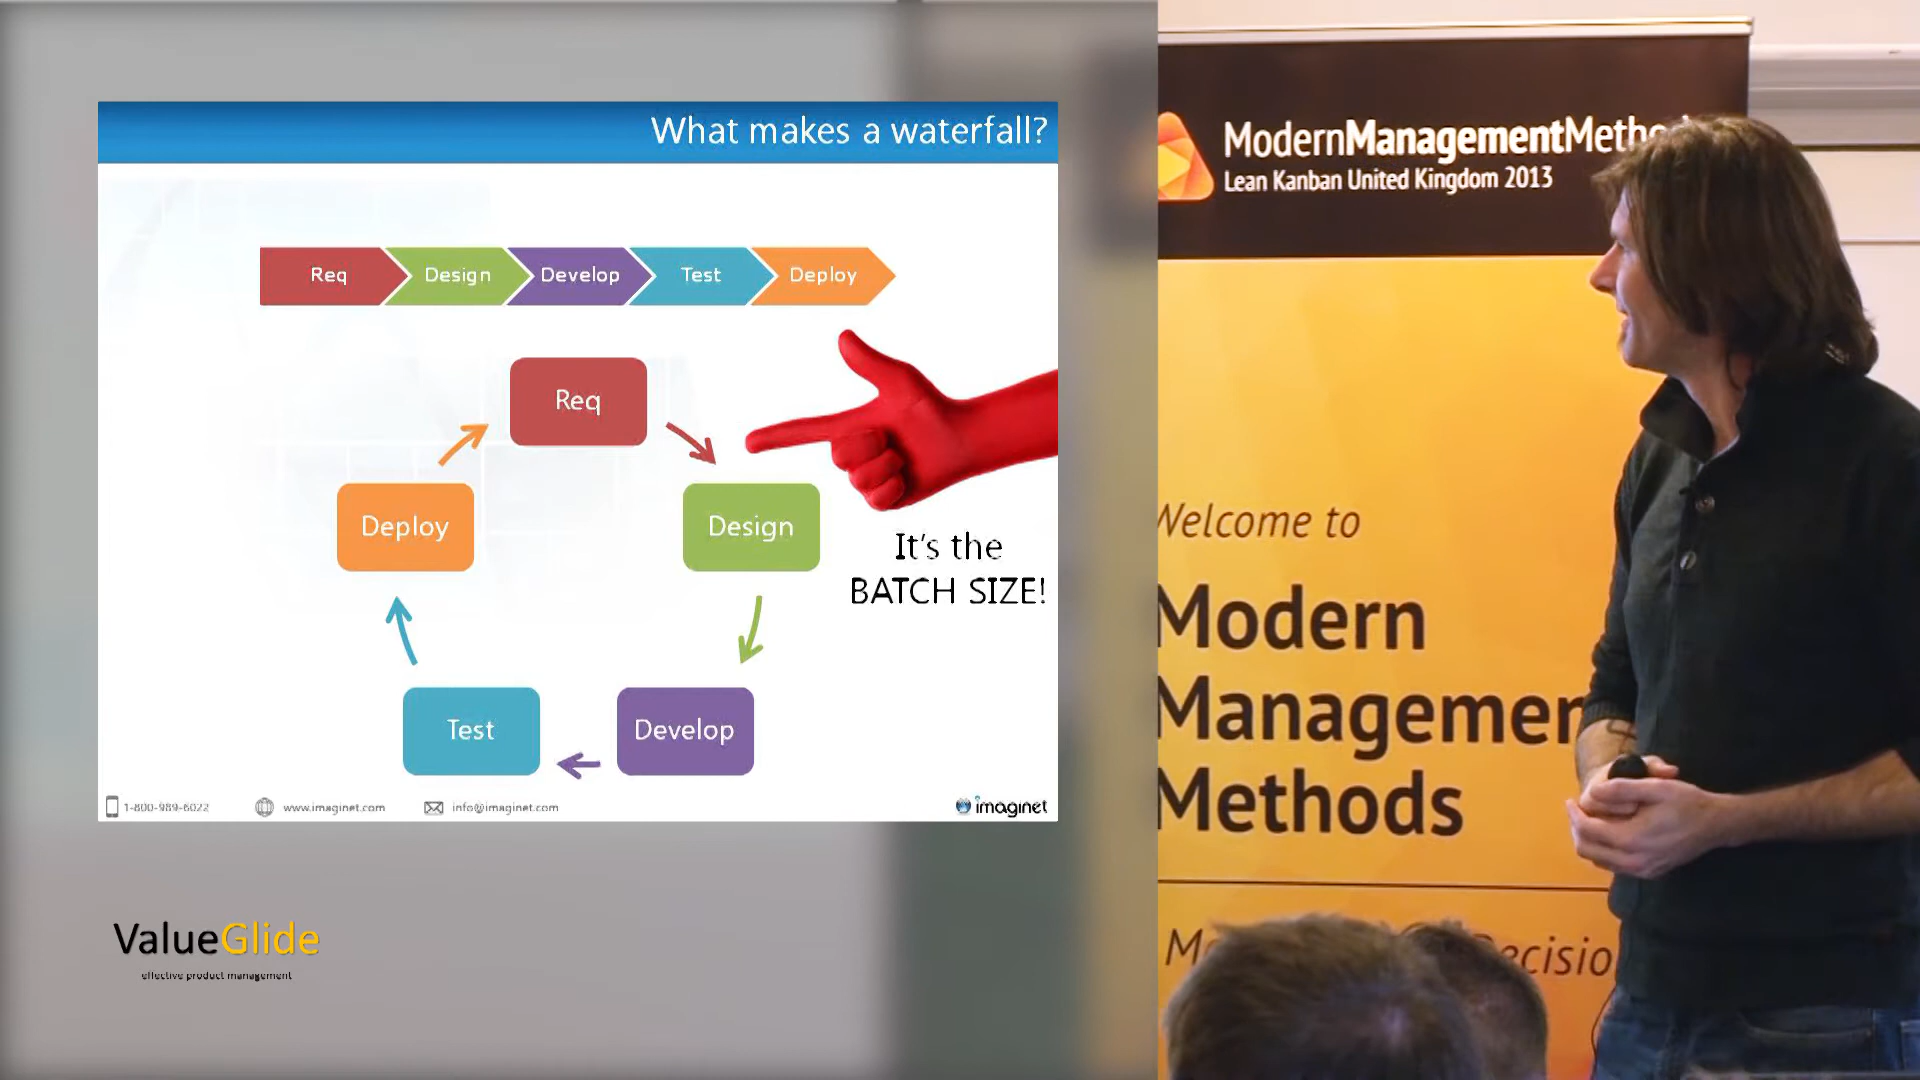 What makes a waterfall?
Req
Design
Develop
Test
Deploy
Req
Deploy
Design
It's the
BATCH SIZE!
Test
Develop
1-800-989-6022
www.imaginet.com
info@imaginet.com
imaginet
ValueGlide
effective product management
ModernManagementMetho
Lean Kanban United Kingdom 2013
Welcome to
Modern
Managemen
Methods
M ecisio